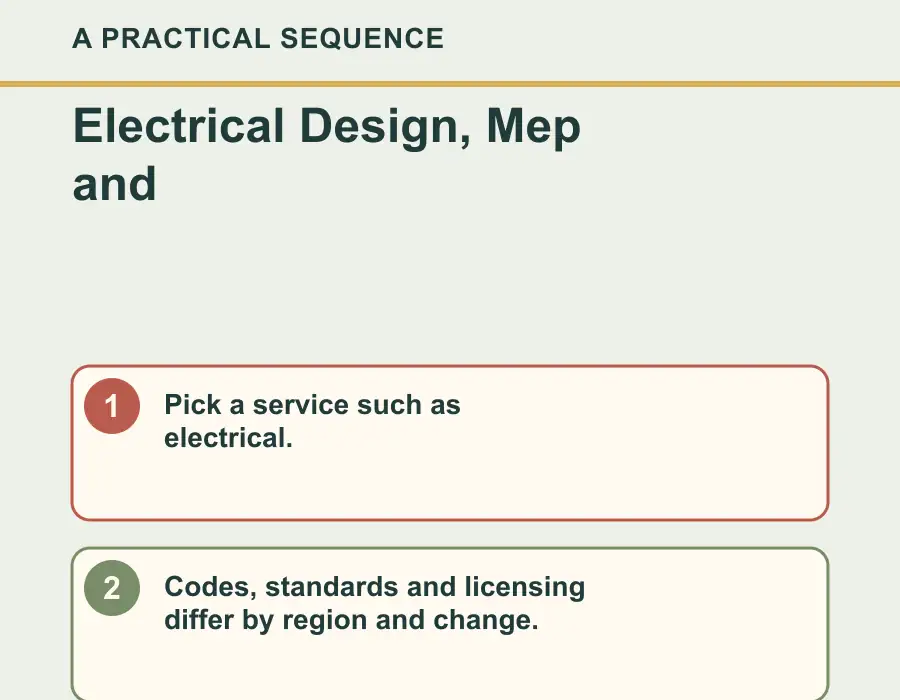 A PRACTICAL SEQUENCE
Electrical Design, Mep
and
1
Pick a service such as
electrical.
2
Codes, standards and licensing
differ by region and change.